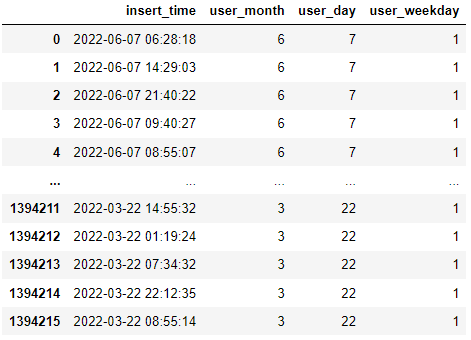 insert_time user_month user_day user_weekday
0 2022-06-07 06:28:18 6 7 1
1 2022-06-07 14:29:03 6 7 1
2 2022-06-07 21:40:22 6 7 1
3 2022-06-07 09:40:27 6 7 1
4 2022-06-07 08:55:07 6 7 1
... ... ... ... ...
1394211 2022-03-22 14:55:32 3 22 1
1394212 2022-03-22 01:19:24 3 22 1
1394213 2022-03-22 07:34:32 3 22 1
1394214 2022-03-22 22:12:35 3 22 1
1394215 2022-03-22 08:55:14 3 22 1